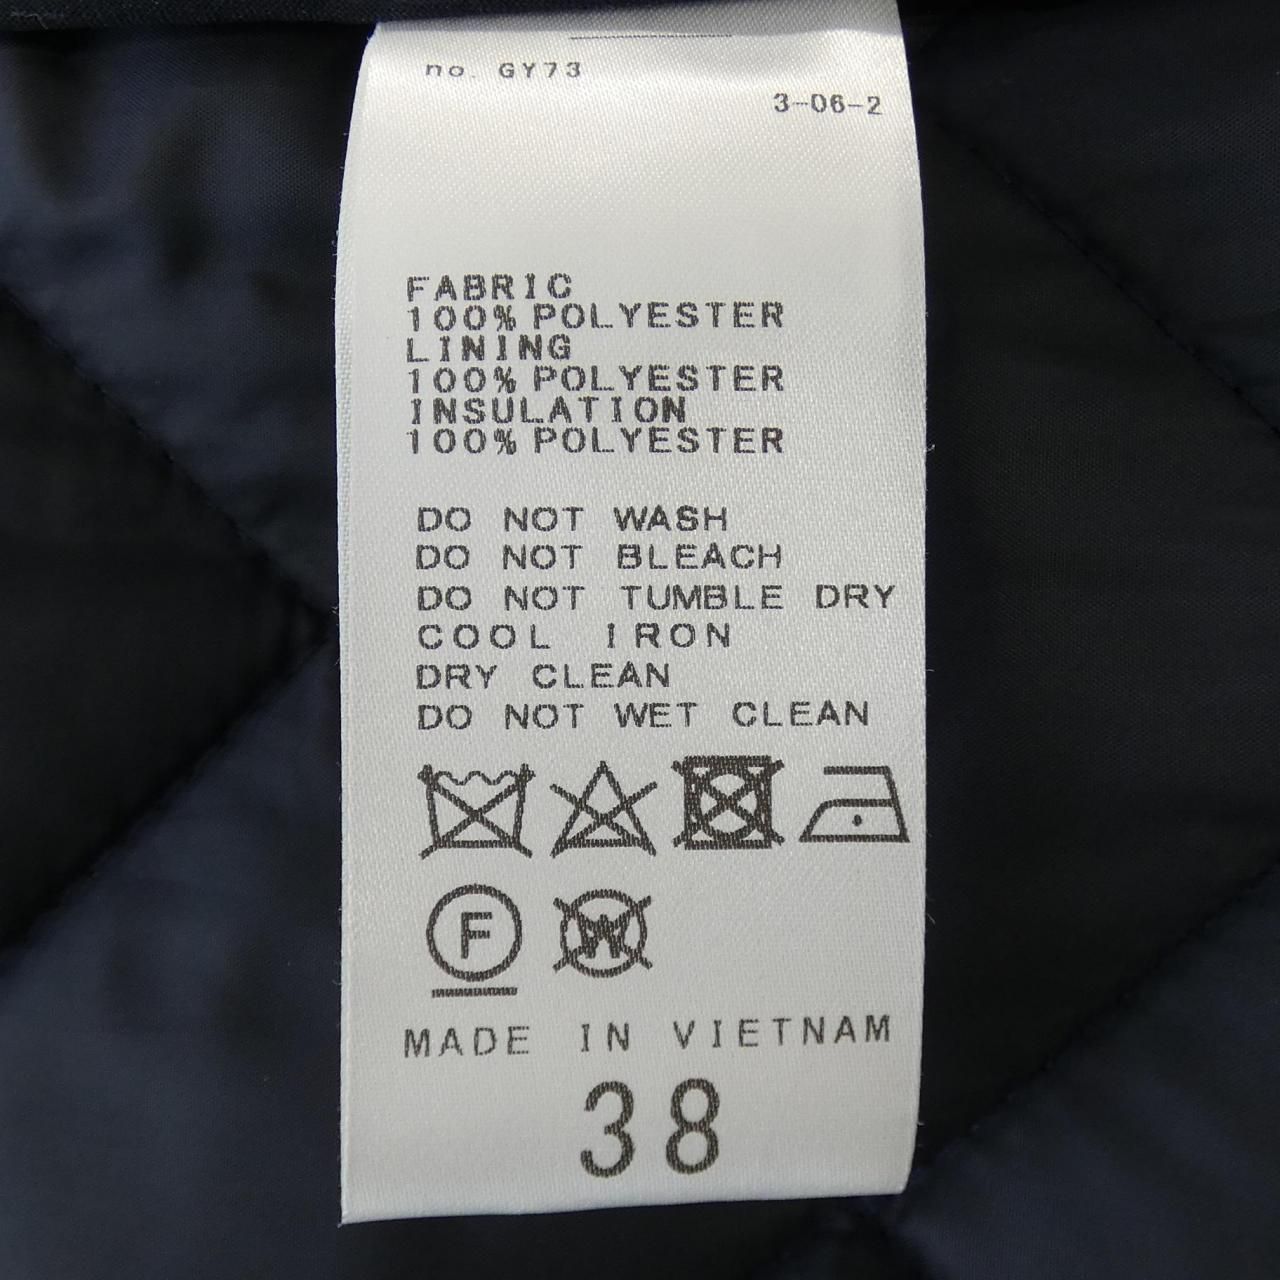 no. GY73
3-06-2
FABRIC
100% POLYESTER
LINING
100% POLYESTER
INSULATION
100% POLYESTER
DO NOT WASH
DO NOT BLEACH
DO NOT TUMBLE DRY
COOL IRON
DRY CLEAN
DO NOT WET CLEAN
F W
MADE IN VIETNAM
38